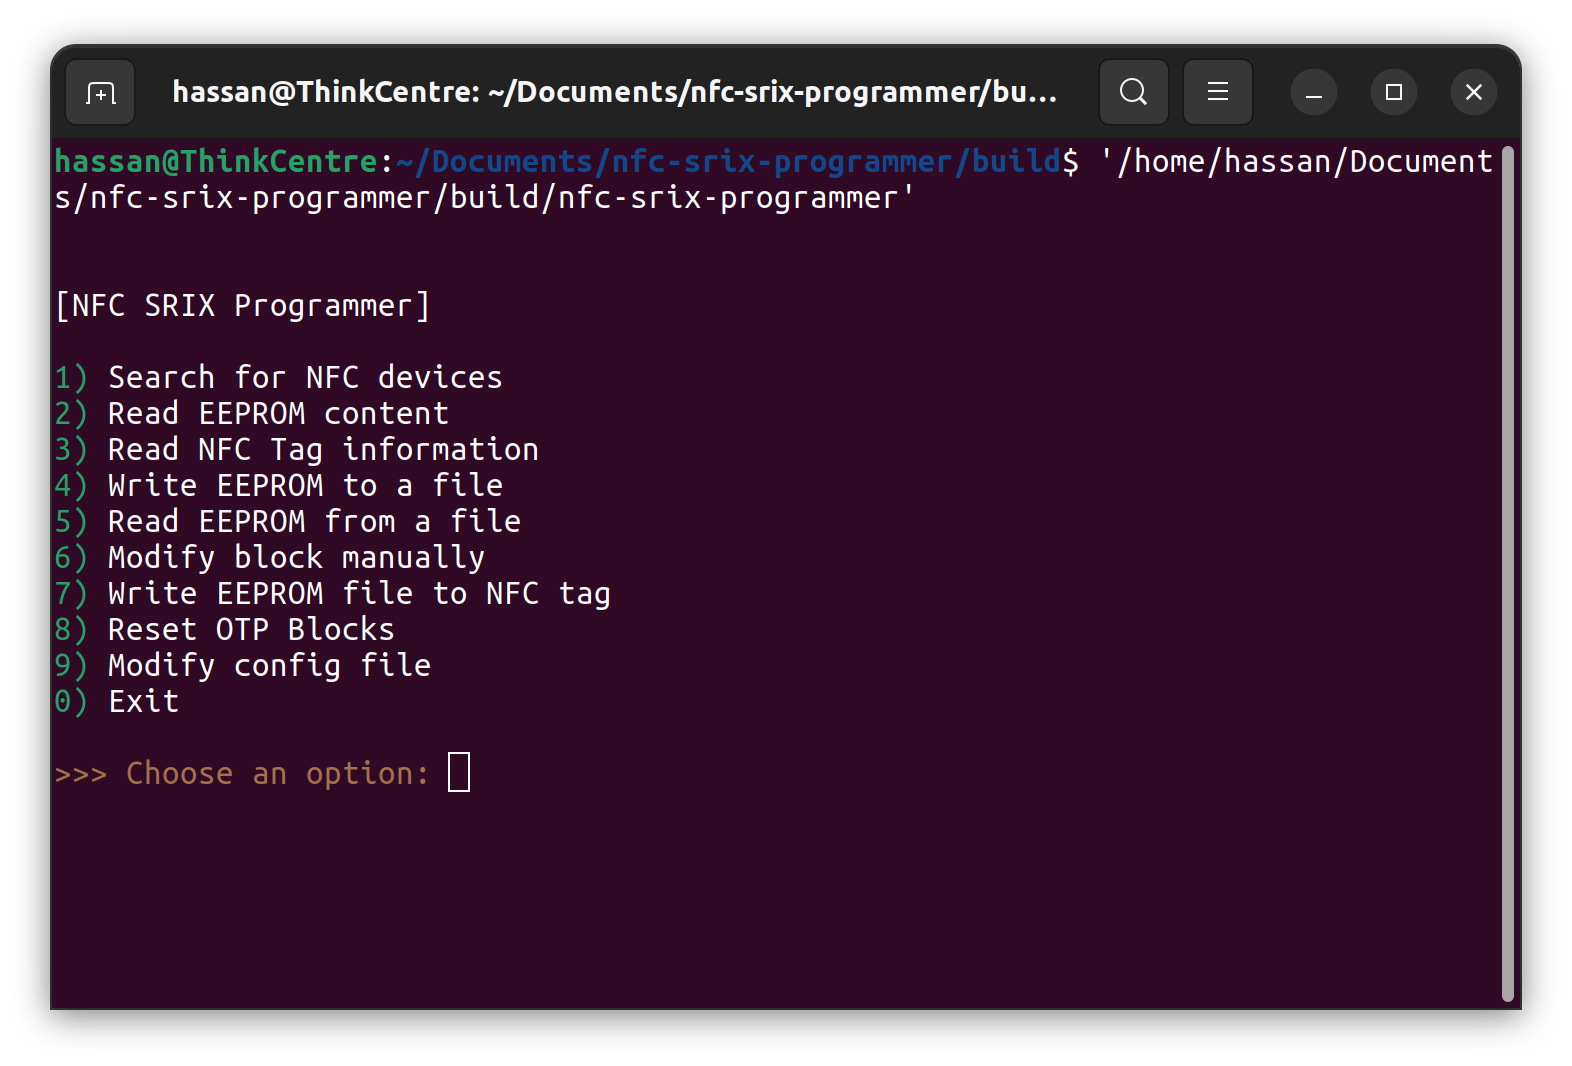 hassan@ThinkCentre: ~/Documents/nfc-srix-programmer/bu...
hassan@ThinkCentre:~/Documents/nfc-srix-programmer/build$ '/home/hassan/Document
s/nfc-srix-programmer/build/nfc-srix-programmer'
[NFC SRIX Programmer]
1) Search for NFC devices
2) Read EEPROM content
3) Read NFC Tag information
4) Write EEPROM to a file
5) Read EEPROM from a file
6) Modify block manually
7) Write EEPROM file to NFC tag
8) Reset OTP Blocks
9) Modify config file
0) Exit
>>> Choose an option: